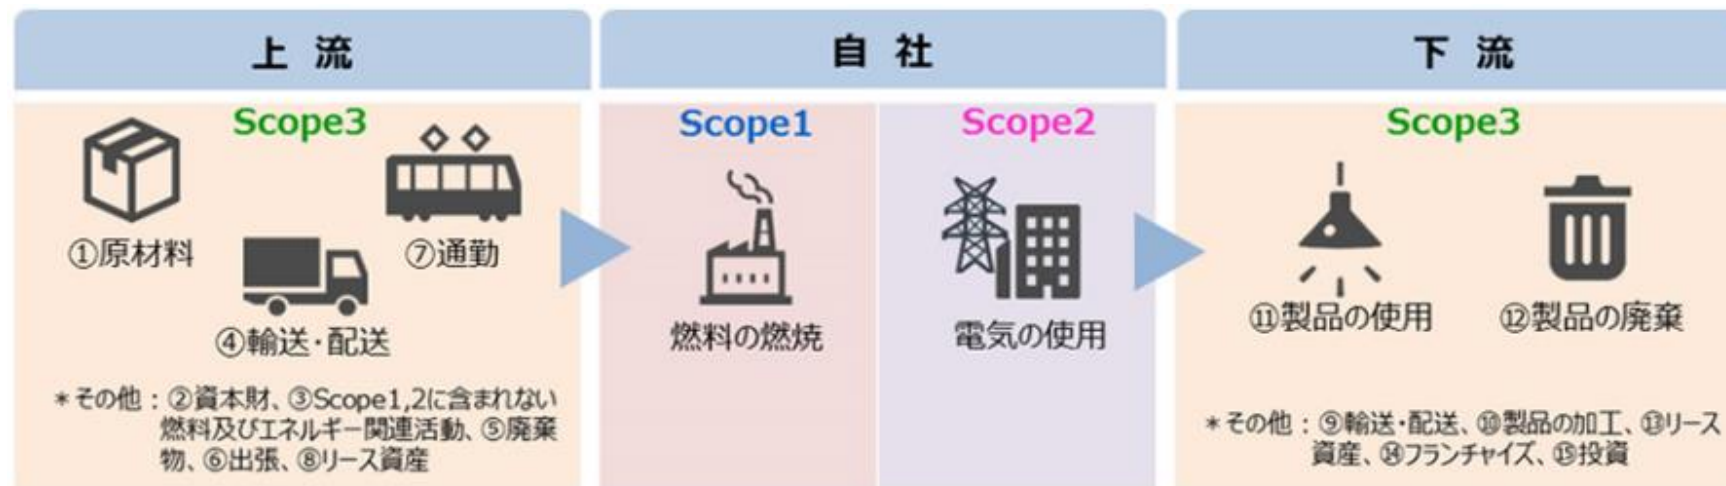 上 流
Scope3
①原材料
⑦通勤
④輸送・配送
＊その他：②資本財、③Scope1,2に含まれない
燃料及びエネルギー関連活動、⑤廃棄
物、⑥出張、⑧リース資産
自 社
Scope1
燃料の燃焼
Scope2
電気の使用
下 流
Scope3
⑪製品の使用
⑫製品の廃棄
＊その他：⑨輸送・配送、⑩製品の加工、⑬リース
資産、⑭フランチャイズ、⑮投資